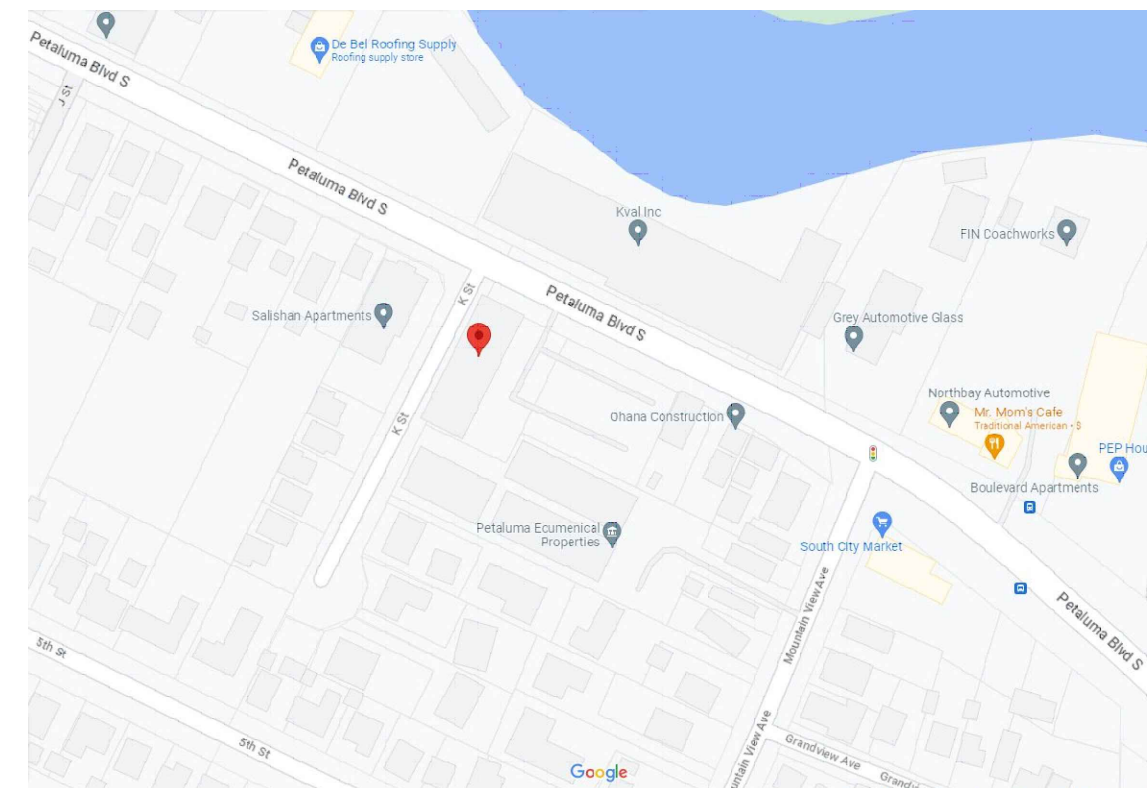 De Bel Roofing Supply
Roofing supply store
Petaluma Blvd S
J St
Petaluma Blvd S
Kval Inc
FIN Coachworks
K St
Petaluma Blvd S
Salishan Apartments
Grey Automotive Glass
Northbay Automotive
Mr. Mom's Cafe
Traditional American • $
Ohana Construction
K St
PEP Hou
Boulevard Apartments
Petaluma Ecumenical
Properties
South City Market
Mountain View Ave
Petaluma Blvd S
5th St
5th St
untain View Ave
Grandview Ave
Grandv
Google